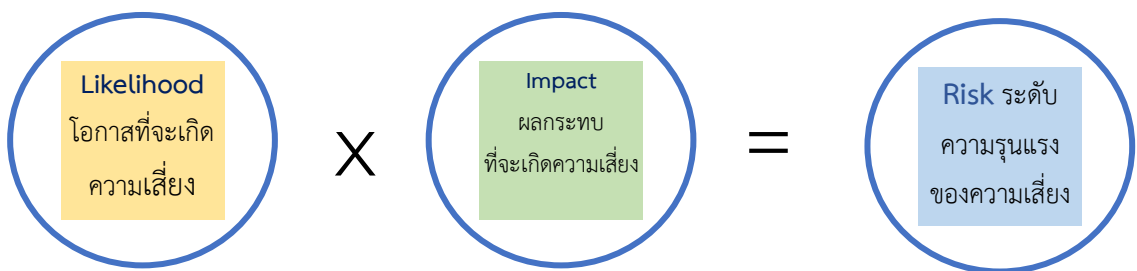 Likelihood
โอกาสที่จะเกิด
ความเสี่ยง
X
Impact
ผลกระทบ
ที่จะเกิดความเสี่ยง
=
Risk ระดับ
ความรุนแรง
ของความเสี่ยง